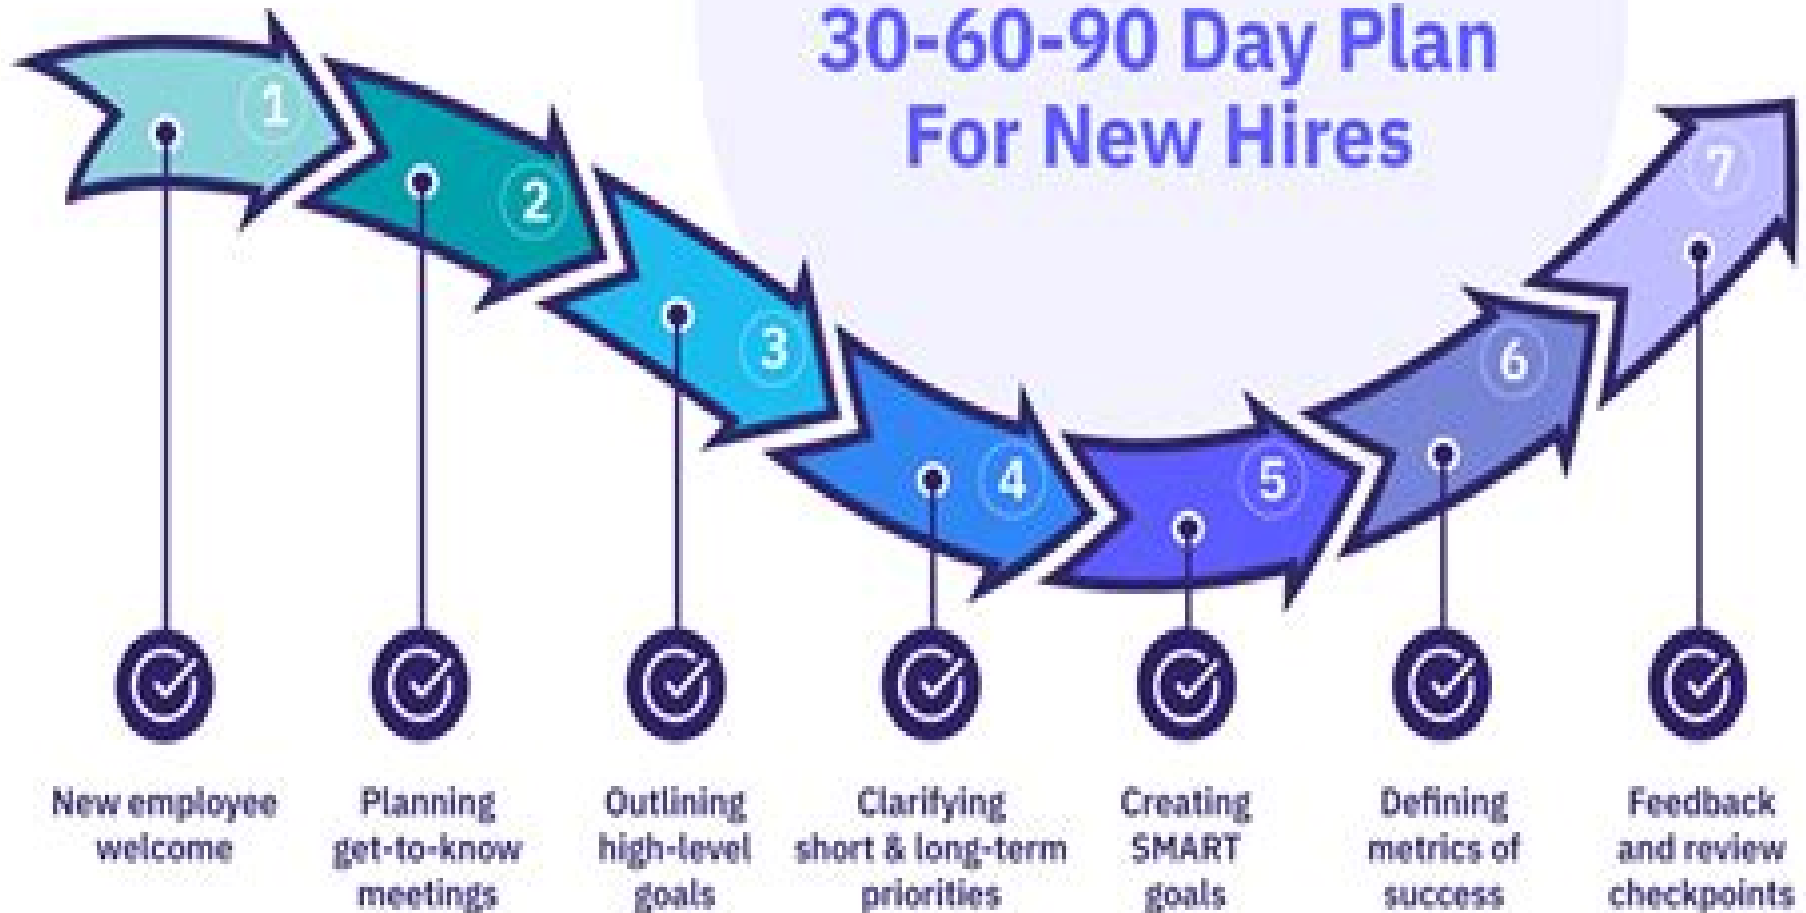 30-60-90 Day Plan
For New Hires
1
2
3
4
5
6
7
New employee
welcome
Planning
get-to-know
meetings
Outlining
high-level
goals
Clarifying
short & long-term
priorities
Creating
SMART
goals
Defining
metrics of
success
Feedback
and review
checkpoints